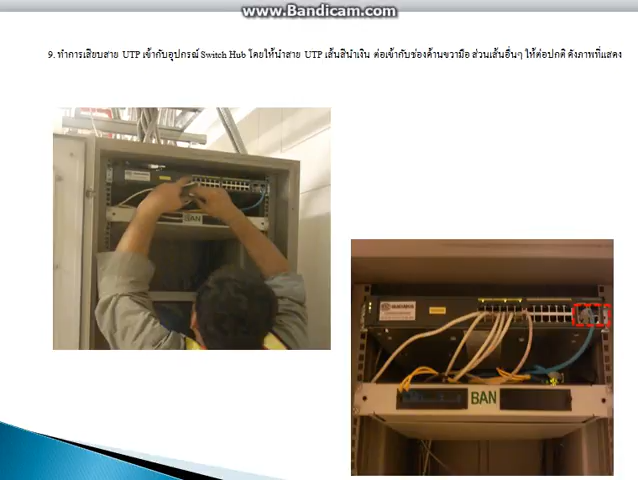 www.Bandicam.com
9. ทำการเสียบสาย UTP เข้ากับอุปกรณ์ Switch Hub โดยให้นำสาย UTP เส้นสีน้ำเงิน ต่อเข้ากับช่องด้านขวามือ ส่วนเส้นอื่นๆ ให้ต่อปกติ ดังภาพที่แสดง
BAN
BAN